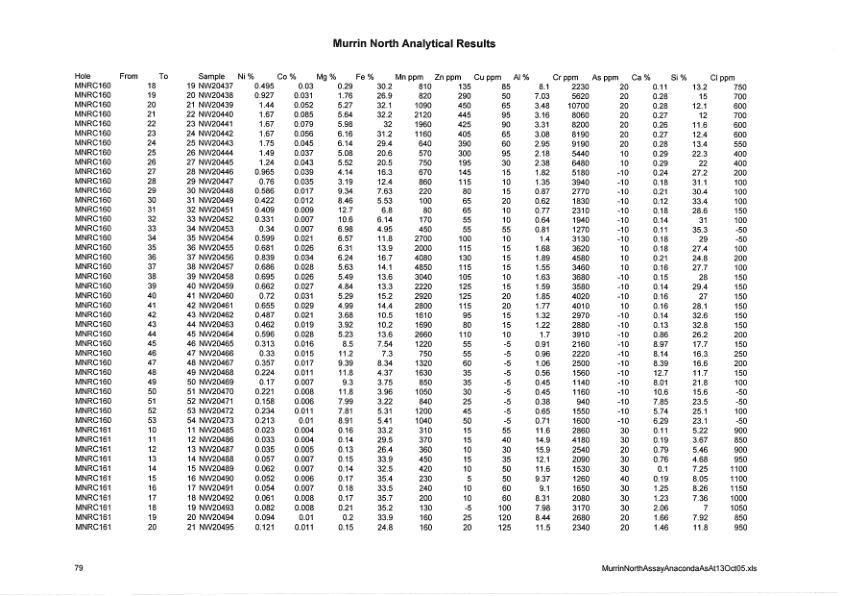 Murrin North Analytical Results
Hole From To Sample Ni % Co % Mg % Fe % Mn ppm Zn ppm Cu ppm Al % Cr ppm As ppm Ca % Si % Cl ppm
MNRC160 18 19 NW20437 0.495 0.03 0.29 30.2 810 135 85 8.1 2230 20 0.11 13.2 750
MNRC160 19 20 NW20438 0.927 0.031 1.76 26.9 820 290 50 7.03 5620 20 0.28 15 700
MNRC160 20 21 NW20439 1.44 0.052 5.27 32.1 1090 450 65 3.48 10700 20 0.28 12.1 600
MNRC160 21 22 NW20440 1.67 0.085 5.64 32.2 2120 445 95 3.16 8060 20 0.27 12 700
MNRC160 22 23 NW20441 1.67 0.079 5.98 32 1960 425 90 3.31 8200 20 0.26 11.6 600
MNRC160 23 24 NW20442 1.67 0.056 6.16 31.2 1160 405 65 3.08 8190 20 0.27 12.4 600
MNRC160 24 25 NW20443 1.75 0.045 6.14 29.4 640 390 60 2.95 9190 20 0.28 13.4 550
MNRC160 25 26 NW20444 1.49 0.037 5.08 20.6 570 300 95 2.18 5440 10 0.29 22.3 400
MNRC160 26 27 NW20445 1.24 0.043 5.52 20.5 750 195 30 2.38 6480 10 0.29 22 400
MNRC160 27 28 NW20446 0.965 0.039 4.14 16.3 670 145 15 1.82 5180 -10 0.24 27.2 200
MNRC160 28 29 NW20447 0.76 0.035 3.19 12.4 860 115 10 1.35 3940 -10 0.18 31.1 100
MNRC160 29 30 NW20448 0.586 0.017 9.34 7.63 220 80 15 0.87 2770 -10 0.21 30.4 100
MNRC160 30 31 NW20449 0.422 0.012 8.46 5.53 100 65 20 0.62 1830 -10 0.12 33.4 100
MNRC160 31 32 NW20451 0.409 0.009 12.7 6.8 80 65 10 0.77 2310 -10 0.18 28.6 150
MNRC160 32 33 NW20452 0.331 0.007 10.6 6.14 170 55 10 0.64 1940 -10 0.14 31 100
MNRC160 33 34 NW20453 0.34 0.007 6.98 4.95 450 55 55 0.81 1270 -10 0.11 35.3 -50
MNRC160 34 35 NW20454 0.599 0.021 6.57 11.8 2700 100 10 1.4 3130 -10 0.18 29 -50
MNRC160 35 36 NW20455 0.681 0.026 6.31 13.9 2000 115 15 1.68 3620 10 0.18 27.4 100
MNRC160 36 37 NW20456 0.839 0.034 6.24 16.7 4080 130 15 1.89 4580 10 0.21 24.8 200
MNRC160 37 38 NW20457 0.686 0.028 5.63 14.1 4850 115 15 1.55 3460 10 0.16 27.7 100
MNRC160 38 39 NW20458 0.695 0.026 5.49 13.6 3040 105 10 1.63 3680 -10 0.15 28 150
MNRC160 39 40 NW20459 0.662 0.027 4.84 13.3 2220 125 15 1.59 3580 -10 0.14 29.4 150
MNRC160 40 41 NW20460 0.72 0.031 5.29 15.2 2920 125 20 1.85 4020 -10 0.16 27 150
MNRC160 41 42 NW20461 0.655 0.029 4.99 14.4 2800 115 15 1.77 4010 10 0.16 28.1 150
MNRC160 42 43 NW20462 0.487 0.021 3.68 10.5 1610 95 15 1.32 2970 -10 0.14 32.6 150
MNRC160 43 44 NW20463 0.462 0.019 3.92 10.2 1690 80 15 1.22 2880 -10 0.13 32.8 150
MNRC160 44 45 NW20464 0.596 0.028 5.23 13.6 2660 110 10 1.7 3910 -10 0.86 26.2 200
MNRC160 45 46 NW20465 0.313 0.016 8.5 7.54 1220 55 -5 0.91 2160 -10 8.97 17.7 150
MNRC160 46 47 NW20466 0.33 0.015 11.2 7.3 750 55 -5 0.96 2220 -10 8.14 16.3 250
MNRC160 47 48 NW20467 0.357 0.017 9.39 8.34 1320 60 -5 1.06 2500 -10 8.39 16.6 200
MNRC160 48 49 NW20468 0.224 0.011 11.8 4.37 1630 35 -5 0.56 1560 -10 12.7 11.7 150
MNRC160 49 50 NW20469 0.17 0.007 9.3 3.75 850 35 -5 0.45 1140 -10 8.01 21.8 100
MNRC160 50 51 NW20470 0.221 0.008 11.8 3.96 1050 30 -5 0.45 1160 -10 10.6 15.6 -50
MNRC160 51 52 NW20471 0.158 0.006 7.99 3.22 840 25 -5 0.38 940 -10 7.85 23.5 -50
MNRC160 52 53 NW20472 0.234 0.011 7.81 5.31 1200 45 -5 0.65 1550 -10 5.74 25.1 100
MNRC160 53 54 NW20473 0.213 0.01 8.91 5.41 1040 50 -5 0.71 1600 -10 6.29 23.1 -50
MNRC161 10 11 NW20485 0.023 0.004 0.16 33.2 310 15 55 11.6 2860 30 0.11 5.22 900
MNRC161 11 12 NW20486 0.033 0.004 0.14 29.5 370 15 40 14.9 4180 30 0.19 3.67 850
MNRC161 12 13 NW20487 0.035 0.005 0.13 26.4 360 10 30 15.9 2540 20 0.79 5.46 900
MNRC161 13 14 NW20488 0.057 0.007 0.15 33.9 450 15 35 12.1 2090 30 0.76 4.68 950
MNRC161 14 15 NW20489 0.062 0.007 0.14 32.5 420 10 50 11.6 1530 30 0.1 7.25 1100
MNRC161 15 16 NW20490 0.052 0.006 0.17 35.4 230 5 50 9.37 1260 40 0.19 8.05 1100
MNRC161 16 17 NW20491 0.054 0.007 0.18 33.5 240 10 60 9.1 1650 30 1.25 8.26 1150
MNRC161 17 18 NW20492 0.061 0.008 0.17 35.7 200 10 60 8.31 2080 30 1.23 7.36 1000
MNRC161 18 19 NW20493 0.082 0.008 0.21 35.2 130 -5 100 7.98 3170 30 2.06 7 1050
MNRC161 19 20 NW20494 0.094 0.01 0.2 33.9 160 25 120 8.44 2680 20 1.66 7.92 850
MNRC161 20 21 NW20495 0.121 0.011 0.15 24.8 160 20 125 11.5 2340 20 1.46 11.8 950
79 MurrinNorthAssayAnacondaAsAt13Oct05.xls